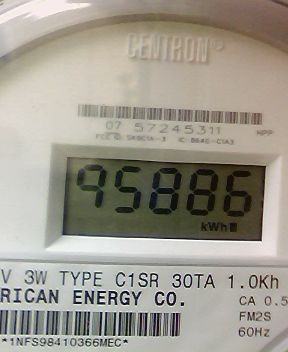 CENTRON
07 57245311
95886
kWh
V 3W TYPE C1SR 30TA 1.0Kh
RICAN ENERGY CO.
CA 0.5
FM2S
60Hz
*1NFS98410366MEC*